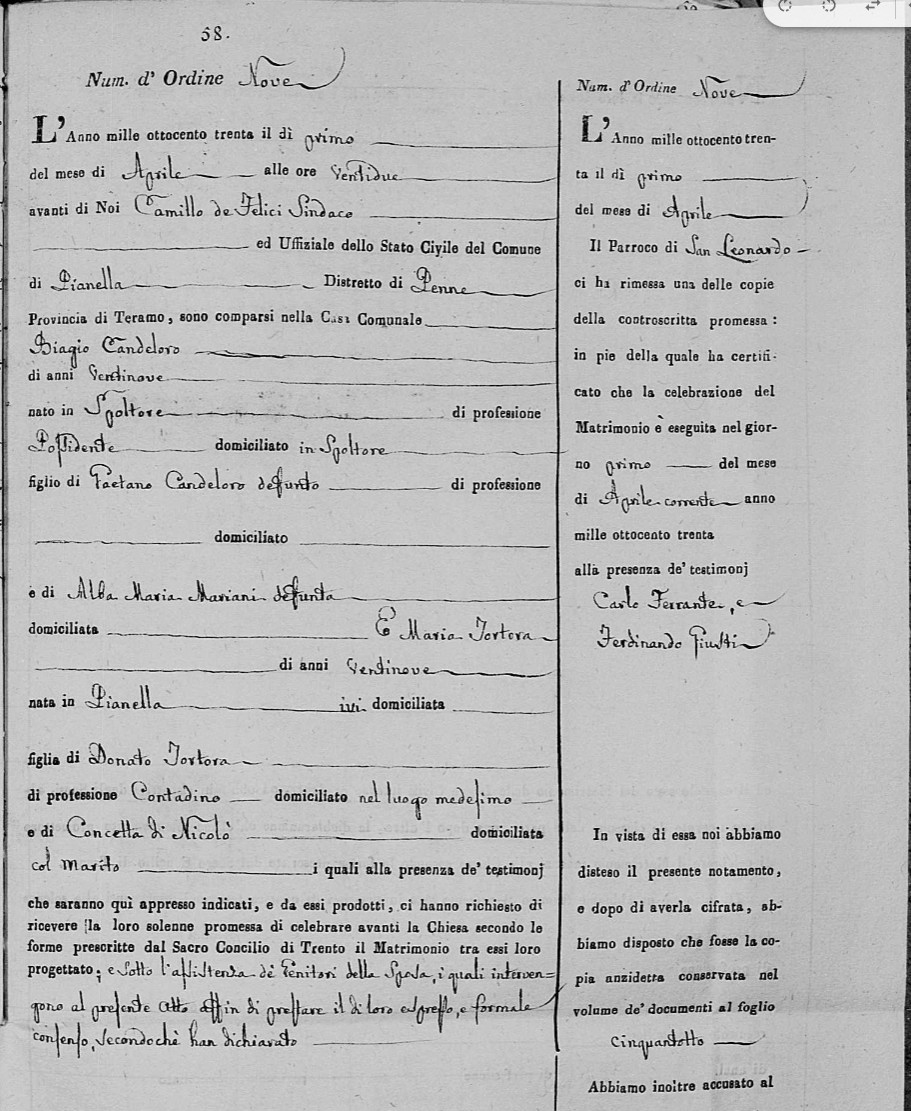 58.
Num. d' Ordine Nove
L'Anno mille ottocento trenta il dì primo
del mese di Aprile alle ore Ventidue
avanti di Noi Camillo de Felici Sindaco
ed Uffiziale dello Stato Civile del Comune
di Pianella Distretto di Penne
Provincia di Teramo, sono comparsi nella Casa Comunale
Biagio Candeloro
di anni Ventinove
nato in Spoltore di professione
Possidente domiciliato in Spoltore
figlio di Gaetano Candeloro defunto di professione
domiciliato
e di Alba Maria Mariani defunta
domiciliata E Maria Tortora
di anni Ventinove
nata in Pianella ivi domiciliata
figlia di Donato Tortora
di professione Contadino domiciliato nel luogo medesimo
e di Concetta di Nicolò domiciliata
col marito i quali alla presenza de' testimonj
che saranno quì appresso indicati, e da essi prodotti, ci hanno richiesto di
ricevere la loro solenne promessa di celebrare avanti la Chiesa secondo le
forme prescritte dal Sacro Concilio di Trento il Matrimonio tra essi loro
progettato; e sotto l'assistenza de' Genitori della Sposa, i quali interven=
gono al presente Atto affin di prestare il di loro espresso, e formale
consenso, secondochè han dichiarato
Num. d' Ordine Nove
L'Anno mille ottocento tren-
ta il dì primo
del mese di Aprile
Il Parroco di San Leonardo
ci ha rimessa una delle copie
della controscritta promessa:
in piè della quale ha certifi-
cato che la celebrazione del
Matrimonio è eseguita nel gior-
no primo del mese
di Aprile corrente anno
mille ottocento trenta
alla presenza de' testimonj
Carlo Ferrante, e
Ferdinando Giusti
In vista di essa noi abbiamo
disteso il presente notamento,
e dopo di averla cifrata, ab-
biamo disposto che fosse la co-
pia anzidetta conservata nel
volume de' documenti al foglio
Cinquantotto
Abbiamo inoltre accusato al